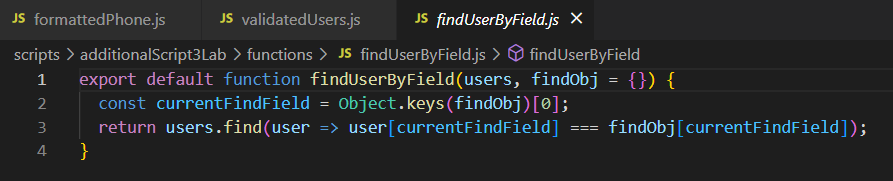 JS formattedPhone.js JS validatedUsers.js JS findUserByField.js ×
scripts > additionalScript3Lab > functions > JS findUserByField.js > findUserByField
1 export default function findUserByField(users, findObj = {}) {
2 const currentFindField = Object.keys(findObj)[0];
3 return users.find(user => user[currentFindField] === findObj[currentFindField]);
4 }